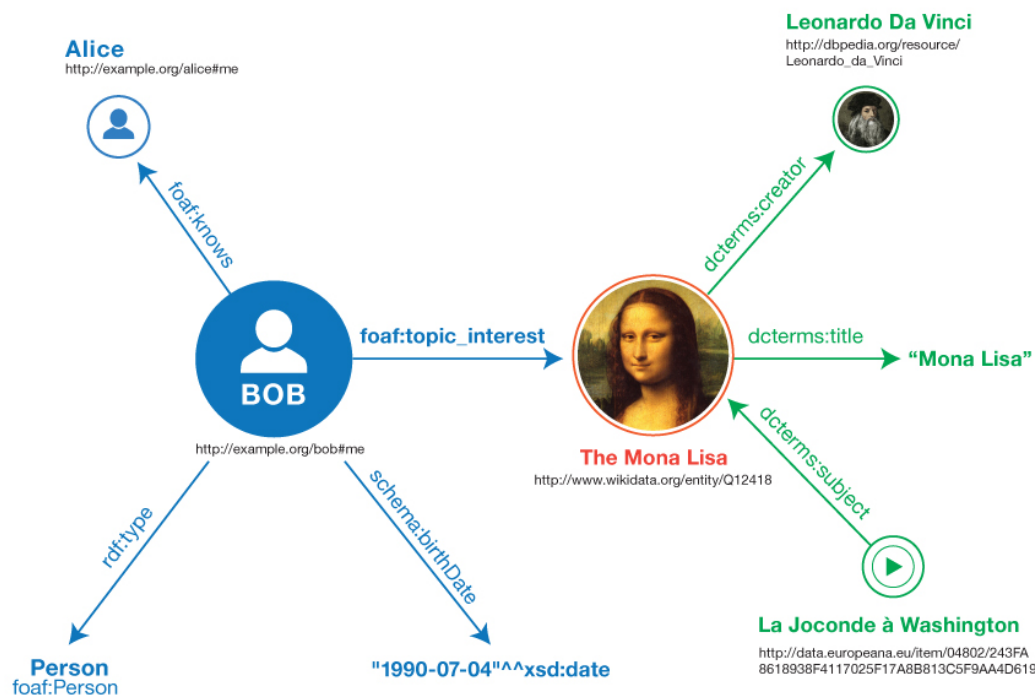 Leonardo Da Vinci
http://dbpedia.org/resource/
Leonardo_da_Vinci
Alice
http://example.org/alice#me
foaf:knows
dcterms:creator
foaf:topic_interest
dcterms:title
“Mona Lisa”
BOB
http://example.org/bob#me
The Mona Lisa
http://www.wikidata.org/entity/Q12418
dcterms:subject
rdf:type
schema:birthDate
La Joconde à Washington
http://data.europeana.eu/item/04802/243FA
8618938F4117025F17A8B813C5F9AA4D619
Person
foaf:Person
"1990-07-04"^^xsd:date